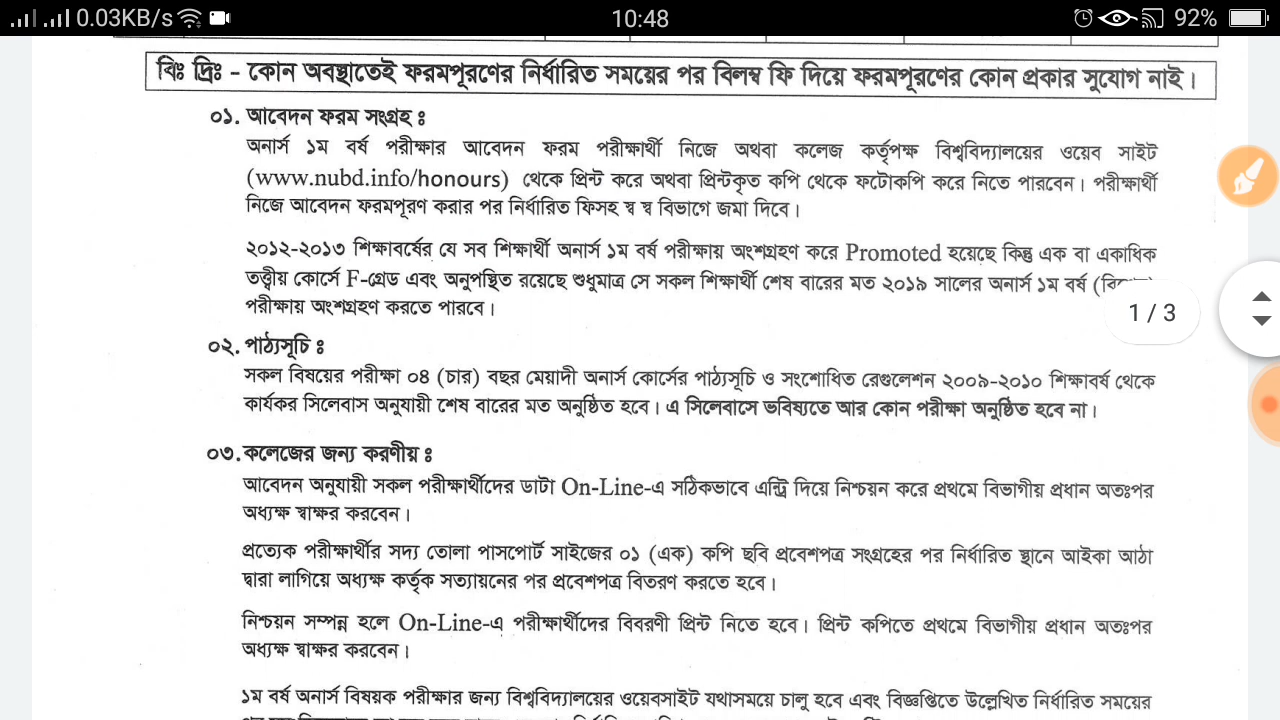 0.03KB/s 10:48 92%
বিঃ দ্রিঃ - কোন অবস্থাতেই ফরমপূরণের নির্ধারিত সময়ের পর বিলম্ব ফি দিয়ে ফরমপূরণের কোন প্রকার সুযোগ নাই।
০১. আবেদন ফরম সংগ্রহ ঃ
অনার্স ১ম বর্ষ পরীক্ষার আবেদন ফরম পরীক্ষার্থী নিজে অথবা কলেজ কর্তৃপক্ষ বিশ্ববিদ্যালয়ের ওয়েব সাইট
(www.nubd.info/honours) থেকে প্রিন্ট করে অথবা প্রিন্টকৃত কপি থেকে ফটোকপি করে নিতে পারবেন। পরীক্ষার্থী
নিজে আবেদন ফরমপূরণ করার পর নির্ধারিত ফিসহ স্ব স্ব বিভাগে জমা দিবে।
২০১২-২০১৩ শিক্ষাবর্ষের যে সব শিক্ষার্থী অনার্স ১ম বর্ষ পরীক্ষায় অংশগ্রহণ করে Promoted হয়েছে কিন্তু এক বা একাধিক
তত্ত্বীয় কোর্সে F-গ্রেড এবং অনুপস্থিত রয়েছে শুধুমাত্র সে সকল শিক্ষার্থী শেষ বারের মত ২০১৯ সালের অনার্স ১ম বর্ষ
পরীক্ষায় অংশগ্রহণ করতে পারবে।
1 / 3
০২. পাঠ্যসূচি ঃ
সকল বিষয়ের পরীক্ষা ০৪ (চার) বছর মেয়াদী অনার্স কোর্সের পাঠ্যসূচি ও সংশোধিত রেগুলেশন ২০০৯-২০১০ শিক্ষাবর্ষ থেকে
কার্যকর সিলেবাস অনুযায়ী শেষ বারের মত অনুষ্ঠিত হবে। এ সিলেবাসে ভবিষ্যতে আর কোন পরীক্ষা অনুষ্ঠিত হবে না।
০৩. কলেজের জন্য করণীয় ঃ
আবেদন অনুযায়ী সকল পরীক্ষার্থীদের ডাটা On-Line-এ সঠিকভাবে এন্ট্রি দিয়ে নিশ্চয়ন করে প্রথমে বিভাগীয় প্রধান অতঃপর
অধ্যক্ষ স্বাক্ষর করবেন।
প্রত্যেক পরীক্ষার্থীর সদ্য তোলা পাসপোর্ট সাইজের ০১ (এক) কপি ছবি প্রবেশপত্র সংগ্রহের পর নির্ধারিত স্থানে আইকা আঠা
দ্বারা লাগিয়ে অধ্যক্ষ কর্তৃক সত্যায়নের পর প্রবেশপত্র বিতরণ করতে হবে।
নিশ্চয়ন সম্পন্ন হলে On-Line-এ পরীক্ষার্থীদের বিবরণী প্রিন্ট নিতে হবে। প্রিন্ট কপিতে প্রথমে বিভাগীয় প্রধান অতঃপর
অধ্যক্ষ স্বাক্ষর করবেন।
১ম বর্ষ অনার্স বিষয়ক পরীক্ষার জন্য বিশ্ববিদ্যালয়ের ওয়েবসাইট যথাসময়ে চালু হবে এবং বিজ্ঞপ্তিতে উল্লেখিত নির্ধারিত সময়ের